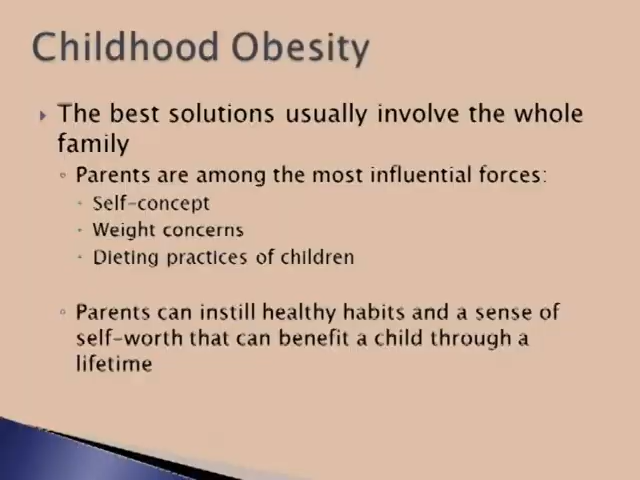 Childhood Obesity
The best solutions usually involve the whole
family
Parents are among the most influential forces:
Self-concept
Weight concerns
Dieting practices of children
Parents can instill healthy habits and a sense of
self-worth that can benefit a child through a
lifetime